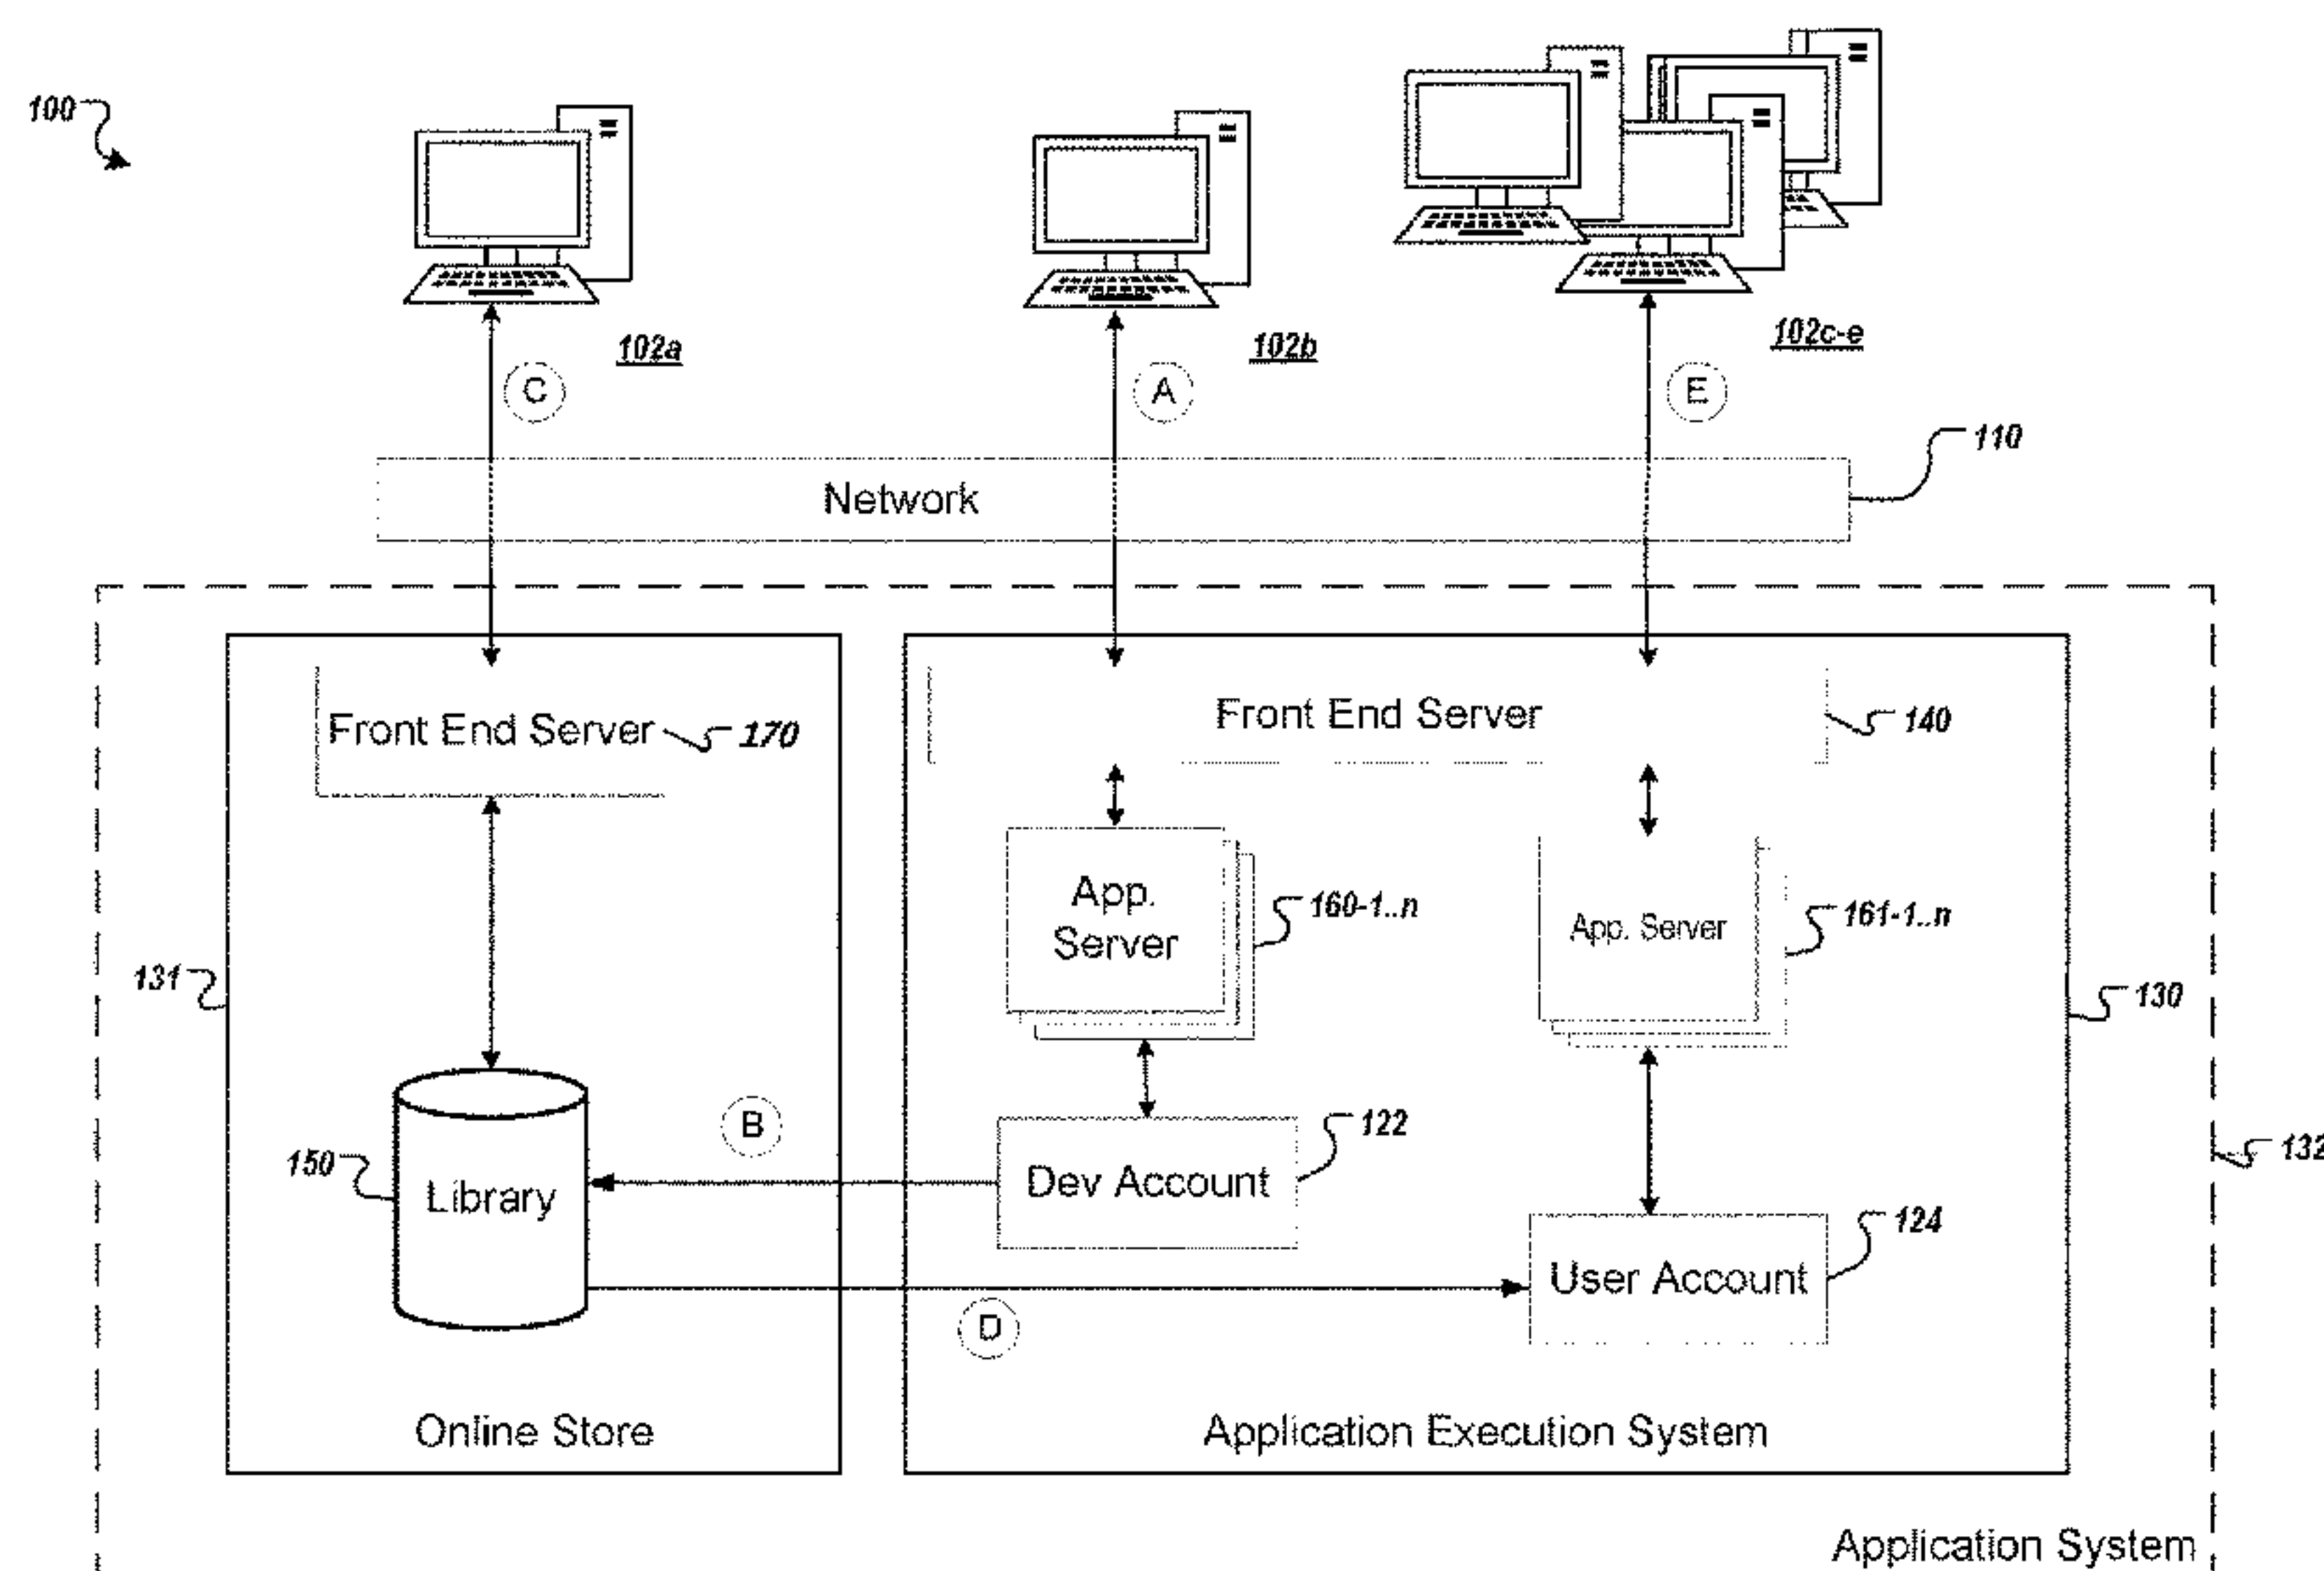 100
102a
102b
102c-e
C
A
E
110
Network
Front End Server
170
Front End Server
140
App.
Server
160-1..n
App. Server
161-1..n
131
130
B
122
Dev Account
132
150
Library
124
User Account
D
Online Store
Application Execution System
Application System